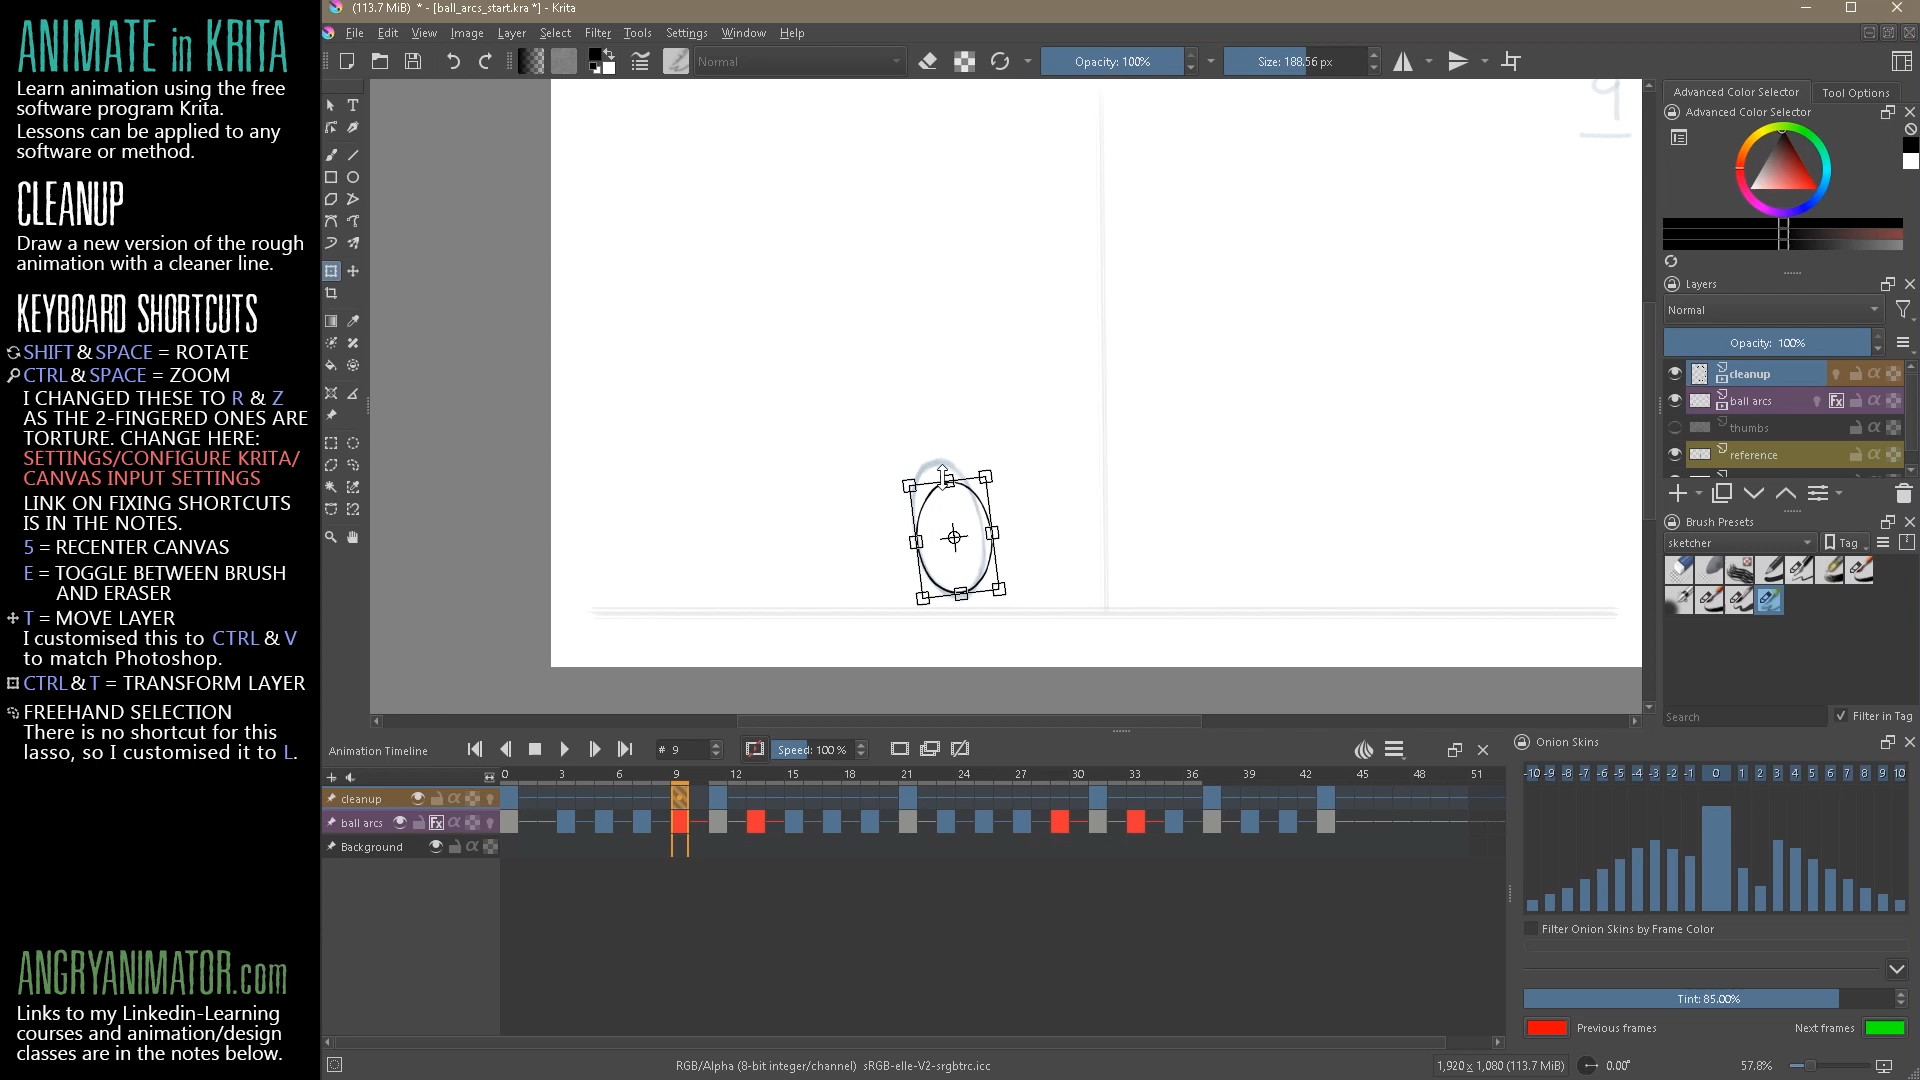 ANIMATE in KRITA
Learn animation using the free
software program Krita.
Lessons can be applied to any
software or method.
CLEANUP
Draw a new version of the rough
animation with a cleaner line.
KEYBOARD SHORTCUTS
SHIFT & SPACE = ROTATE
CTRL & SPACE = ZOOM
I CHANGED THESE TO R & Z
AS THE 2-FINGERED ONES ARE
TORTURE. CHANGE HERE:
SETTINGS/CONFIGURE KRITA/
CANVAS INPUT SETTINGS
LINK ON FIXING SHORTCUTS
IS IN THE NOTES.
5 = RECENTER CANVAS
E = TOGGLE BETWEEN BRUSH
AND ERASER
T = MOVE LAYER
I customised this to CTRL & V
to match Photoshop.
CTRL & T = TRANSFORM LAYER
FREEHAND SELECTION
There is no shortcut for this
lasso, so I customised it to L.
ANGRYANIMATOR.com
Links to my Linkedin-Learning
courses and animation/design
classes are in the notes below.
(113.7 MiB) * - [ball_arcs_start.kra *] - Krita
File Edit View Image Layer Select Filter Tools Settings Window Help
Normal
Opacity: 100%
Size: 188.56 px
9
Advanced Color Selector
Tool Options
Advanced Color Selector
Layers
Normal
Opacity: 100%
cleanup
ball arcs
thumbs
reference
Brush Presets
sketcher
Tag
Search
Filter in Tag
Animation Timeline
# 9
Speed: 100 %
0 3 6 9 12 15 18 21 24 27 30 33 36 39 42 45 48 51
cleanup
ball arcs
Background
Onion Skins
-10 -9 -8 -7 -6 -5 -4 -3 -2 -1 0 1 2 3 4 5 6 7 8 9 10
Filter Onion Skins by Frame Color
Tint: 85.00%
Previous frames
Next frames
RGB/Alpha (8-bit integer/channel) sRGB-elle-V2-srgbtrc.icc
1,920 x 1,080 (113.7 MiB)
0.00°
57.8%